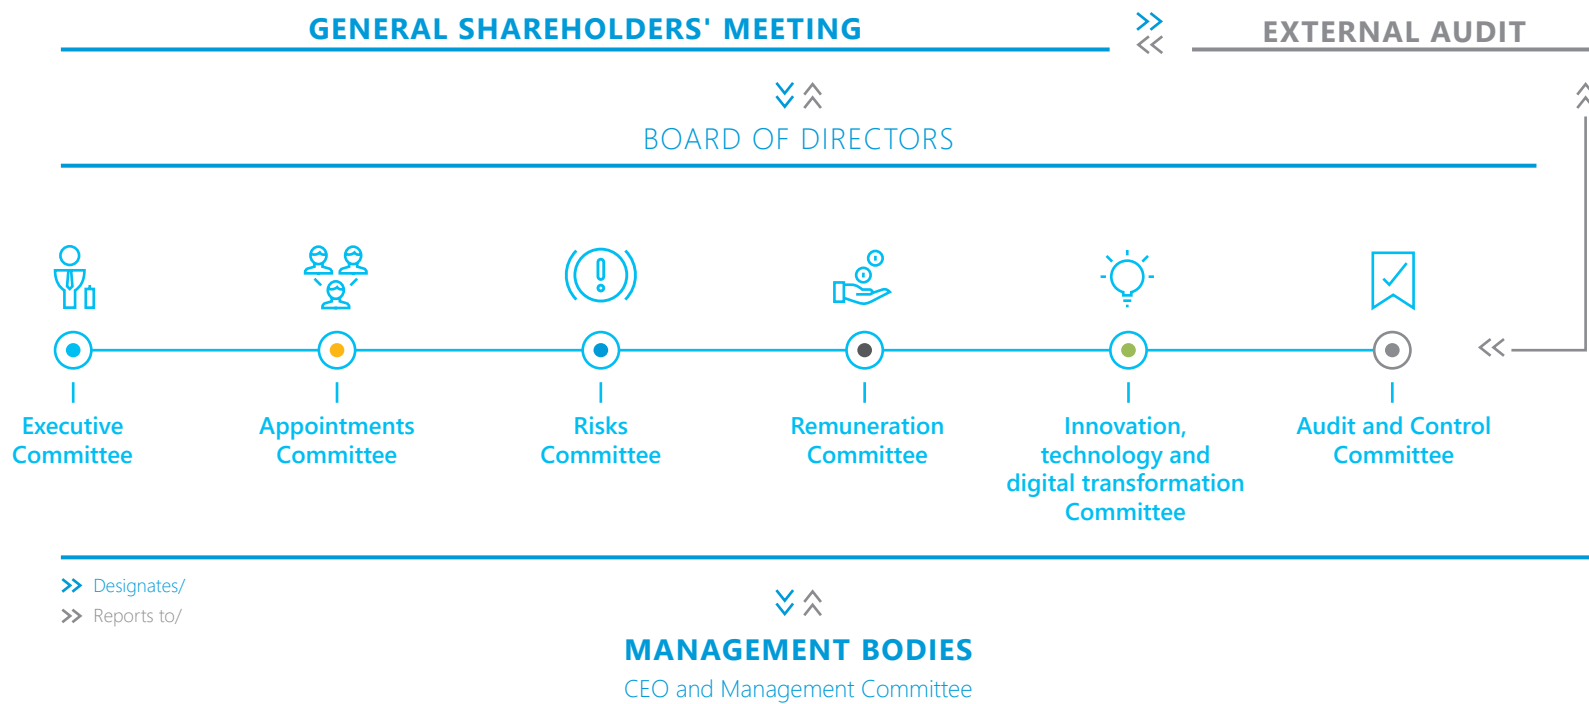 GENERAL SHAREHOLDERS' MEETING
EXTERNAL AUDIT
BOARD OF DIRECTORS
Executive
Committee
Appointments
Committee
Risks
Committee
Remuneration
Committee
Innovation,
technology and
digital transformation
Committee
Audit and Control
Committee
Designates/
Reports to/
MANAGEMENT BODIES
CEO and Management Committee